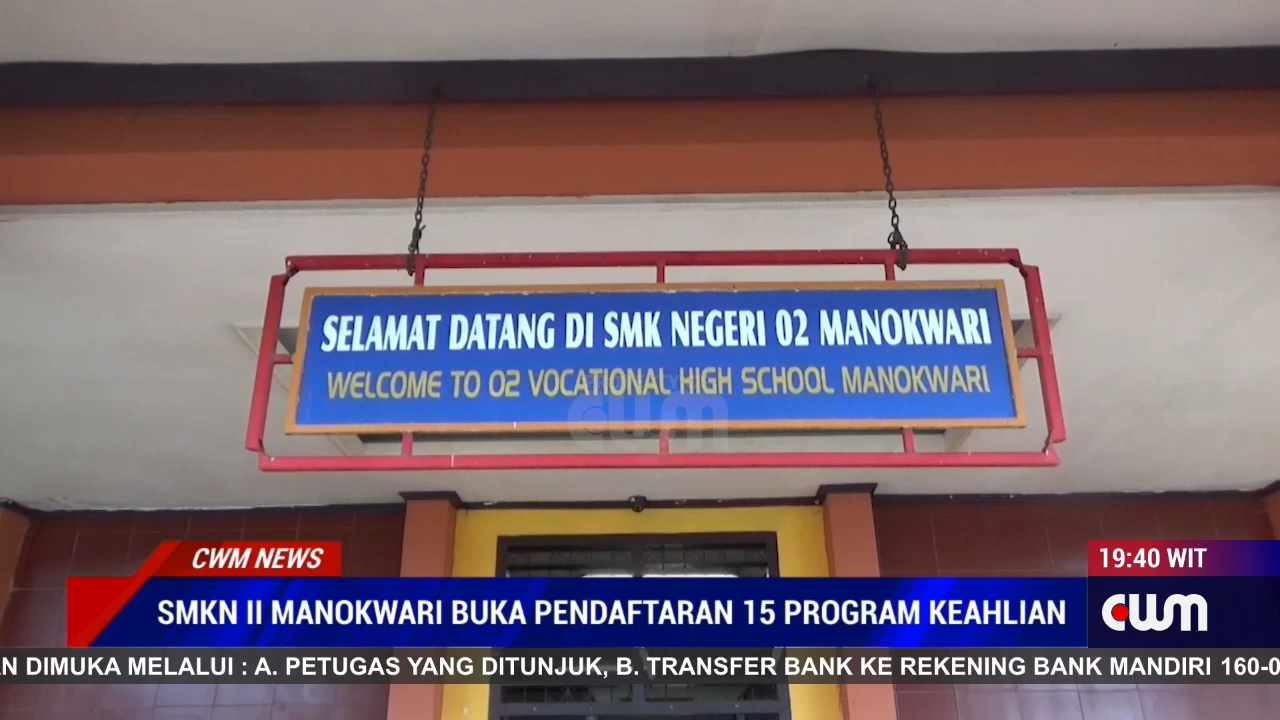 SELAMAT DATANG DI SMK NEGERI 02 MANOKWARI
WELCOME TO 02 VOCATIONAL HIGH SCHOOL MANOKWARI
cwm
CWM NEWS
19:40 WIT
SMKN II MANOKWARI BUKA PENDAFTARAN 15 PROGRAM KEAHLIAN
cwm
AN DIMUKA MELALUI : A. PETUGAS YANG DITUNJUK, B. TRANSFER BANK KE REKENING BANK MANDIRI 160-0